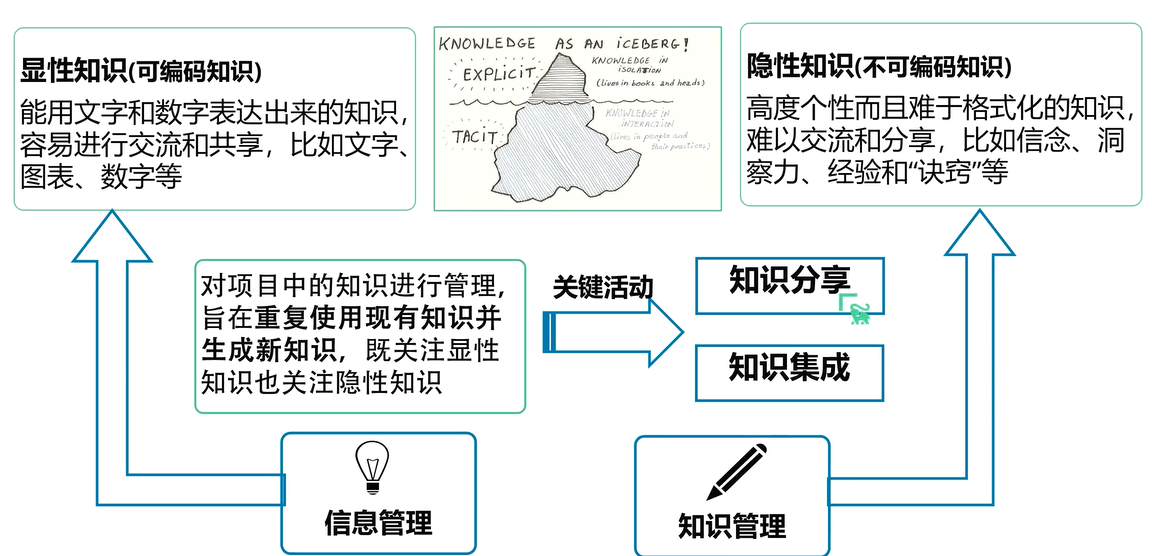 显性知识(可编码知识)
能用文字和数字表达出来的知识，
容易进行交流和共享，比如文字、
图表、数字等
KNOWLEDGE AS AN ICEBERG!
EXPLICIT
KNOWLEDGE IN
ISOLATION
(lives in books and heads)
TACIT
KNOWLEDGE IN
INTERACTION
(lives in people and
their practices)
隐性知识(不可编码知识)
高度个性而且难于格式化的知识，
难以交流和分享，比如信念、洞
察力、经验和“诀窍”等
对项目中的知识进行管理，
旨在重复使用现有知识并
生成新知识，既关注显性
知识也关注隐性知识
关键活动
知识分享
知识集成
信息管理
知识管理